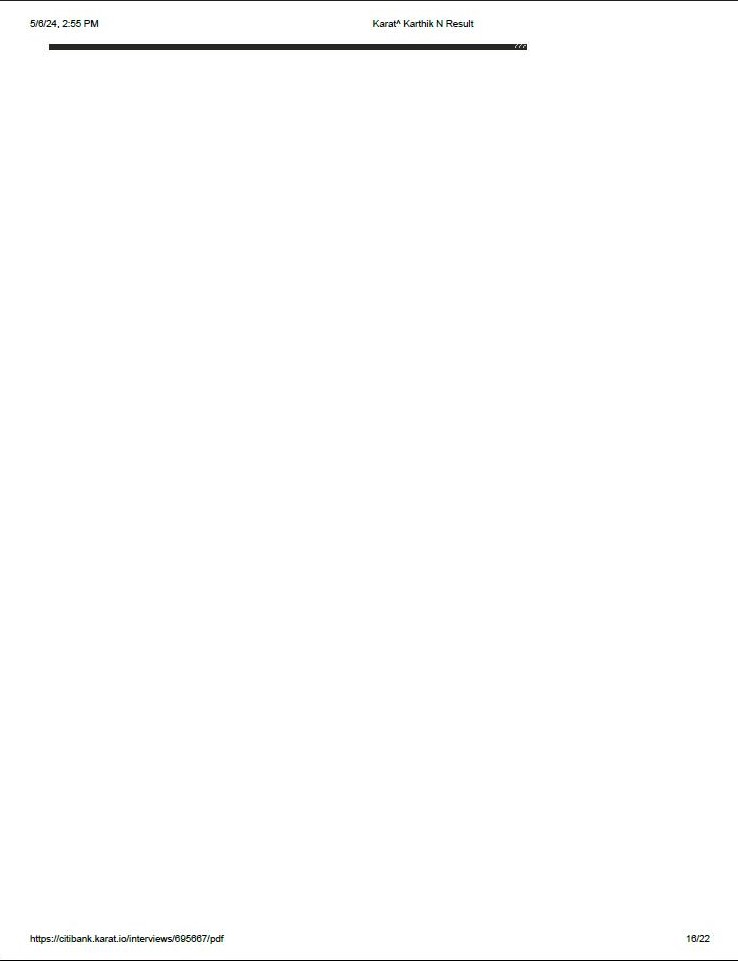 5/6/24, 2:55 PM
Karat^ Karthik N Result
https://citibank.karat.io/interviews/695667/pdf
16/22